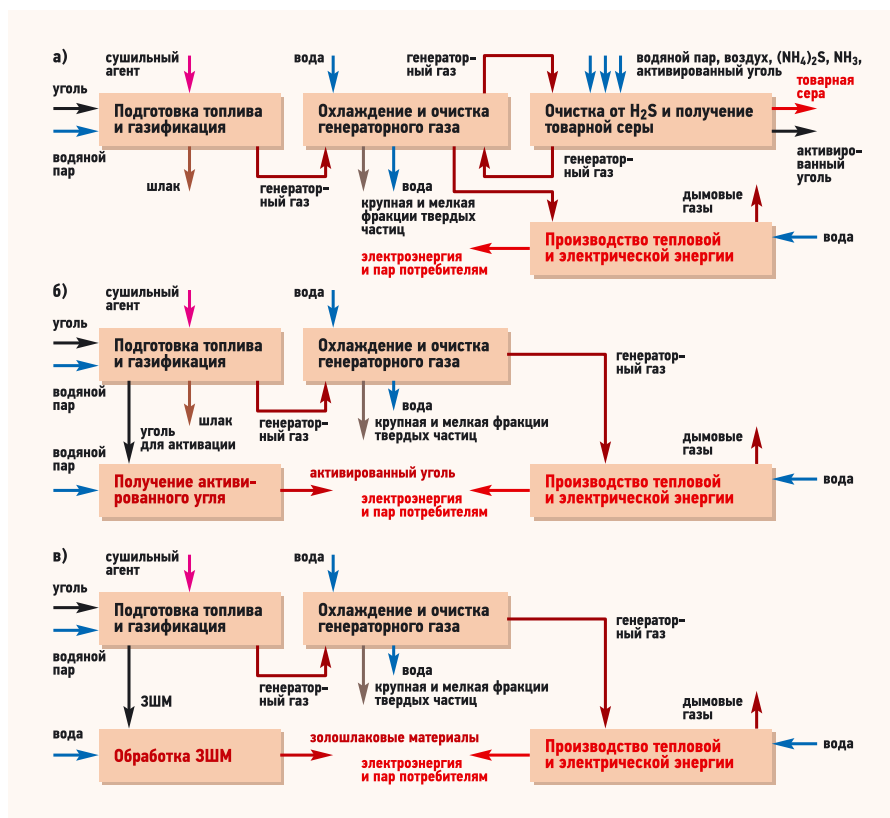 а)
сушильный
агент
уголь
водяной
пар
Подготовка топлива
и газификация
шлак
генератор-
ный газ
вода
Охлаждение и очистка
генераторного газа
крупная и мелкая
фракции твердых
частиц
вода
генератор-
ный газ
водяной пар, воздух, (NH₄)₂S, NH₃,
активированный уголь
Очистка от H₂S и получение
товарной серы
товарная
сера
активиро-
ванный
уголь
генератор-
ный газ
дымовые
газы
Производство тепловой
и электрической энергии
вода
электроэнергия
и пар потребителям
б)
сушильный
агент
уголь
водяной
пар
Подготовка топлива
и газификация
шлак
уголь
для активации
генератор-
ный газ
вода
Охлаждение и очистка
генераторного газа
вода
крупная и мелкая фракции
твердых частиц
генератор-
ный газ
водяной
пар
Получение активи-
рованного угля
активированный уголь
электроэнергия
и пар потребителям
дымовые
газы
Производство тепловой
и электрической энергии
вода
в)
сушильный
агент
уголь
водяной
пар
Подготовка топлива
и газификация
ЗШМ
генератор-
ный газ
вода
Охлаждение и очистка
генераторного газа
вода
крупная и мелкая фракции
твердых частиц
генератор-
ный газ
вода
Обработка ЗШМ
золошлаковые материалы
электроэнергия
и пар потребителям
дымовые
газы
Производство тепловой
и электрической энергии
вода